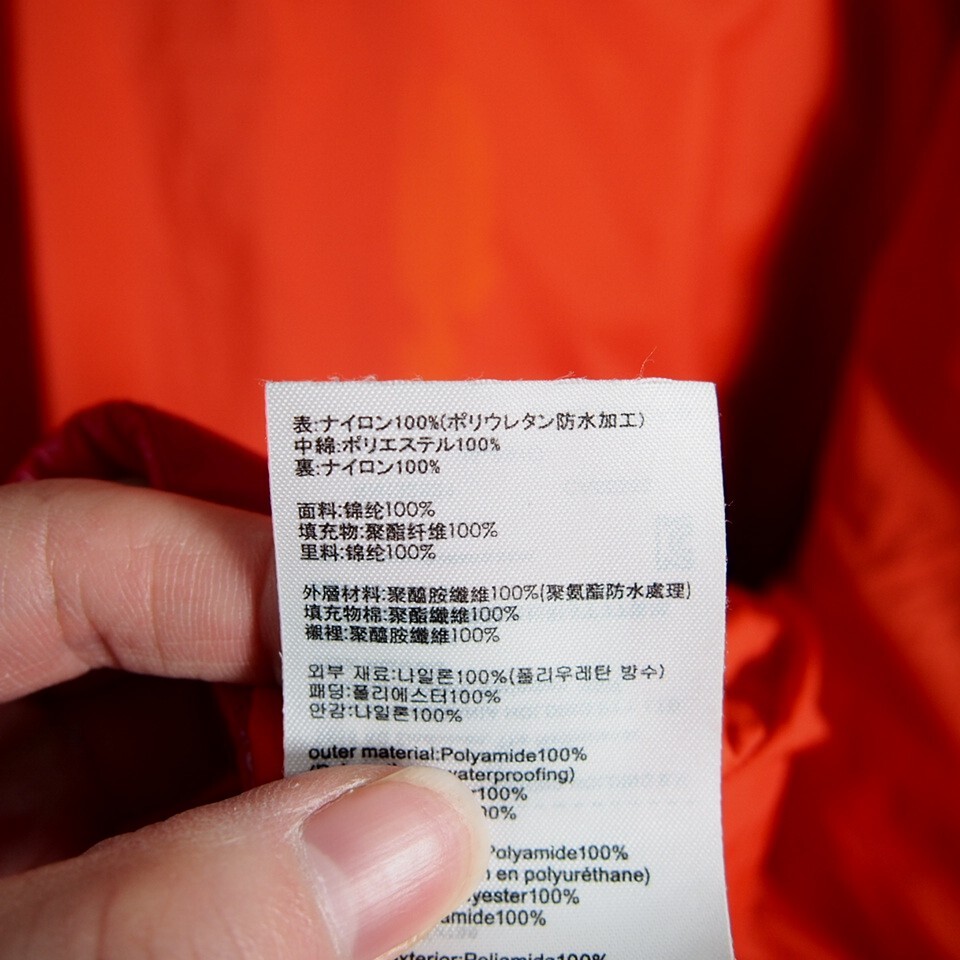 表:ナイロン100%(ポリウレタン防水加工)
中綿:ポリエステル100%
裏:ナイロン100%
面料:锦纶100%
填充物:聚酯纤维100%
里料:锦纶100%
外層材料:聚醯胺纖維100%(聚氨酯防水處理)
填充物棉:聚酯纖維100%
襯裡:聚醯胺纖維100%
외부 재료:나일론100%(폴리우레탄 방수)
패딩:폴리에스터100%
안감:나일론100%
outer material:Polyamide100%
waterproofing)
100%
Polyamide100%
en polyuréthane)
100%